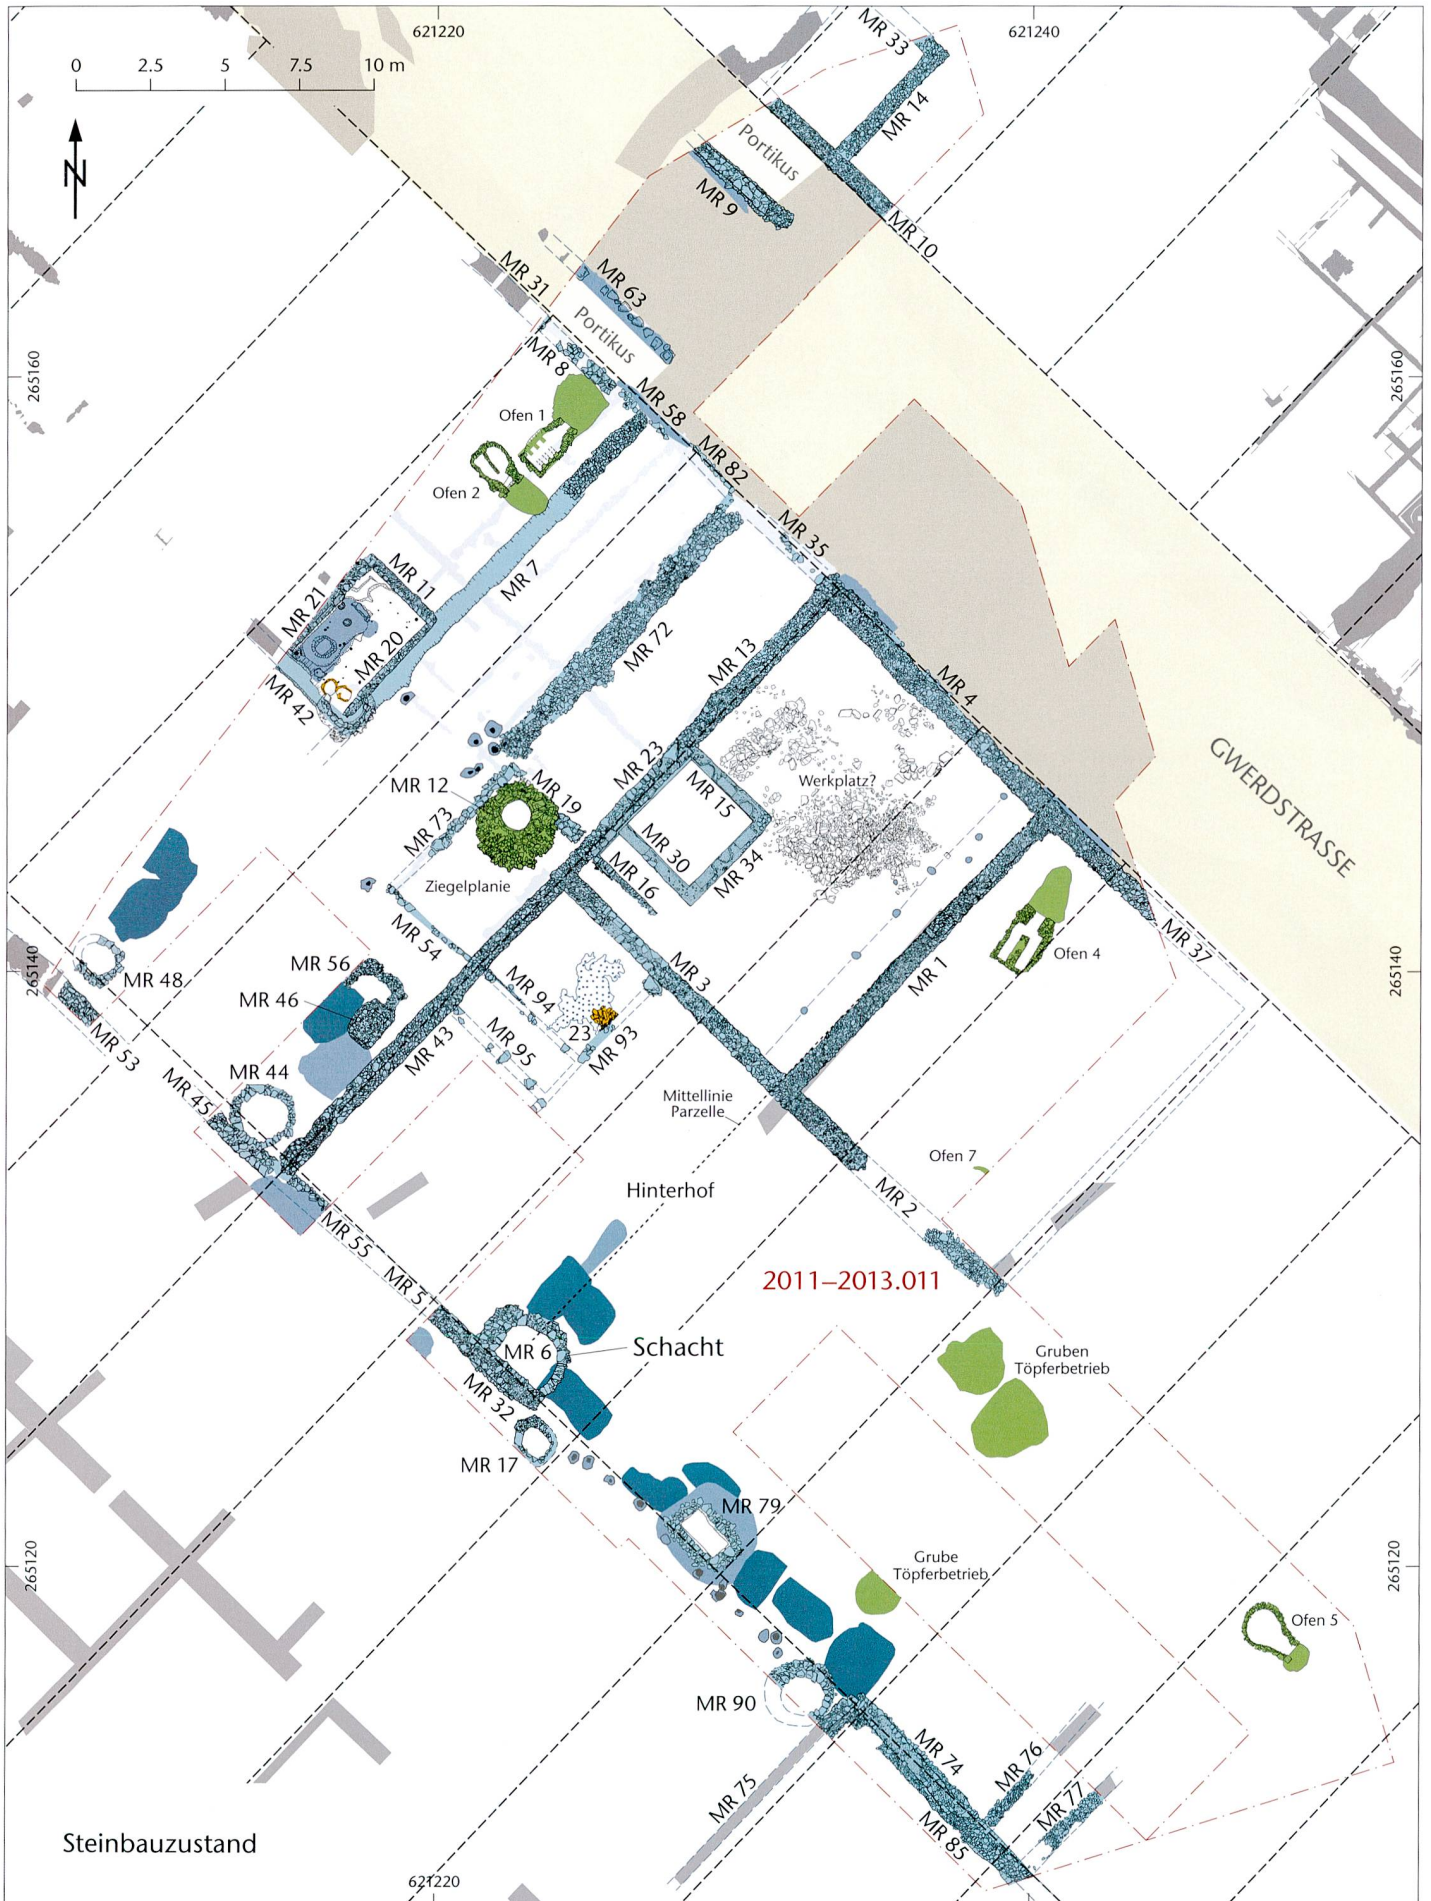 621220
621240
0 2.5 5 7.5 10 m
N
MR 33
MR 14
Portikus
MR 9
MR 10
MR 31
MR 63
Portikus
MR 8
265160
265160
MR 58
Ofen 1
MR 82
Ofen 2
MR 35
MR 11
MR 7
MR 21
MR 20
MR 72
MR 13
MR 42
MR 4
GWERDSTRASSE
MR 23
MR 12
MR 19
MR 15
Werkplatz?
MR 73
MR 30
MR 34
MR 16
Ziegelplanie
MR 54
MR 37
Ofen 4
265140
265140
MR 48
MR 56
MR 46
MR 94
MR 3
MR 1
23
MR 53
MR 43
MR 95
MR 93
MR 44
MR 45
Mittellinie
Parzelle
Ofen 7
Hinterhof
MR 2
MR 55
2011–2013.011
MR 5
Schacht
MR 6
Gruben
Töpferbetrieb
MR 32
MR 17
MR 79
265120
265120
Grube
Töpferbetrieb
Ofen 5
MR 90
MR 74
MR 76
MR 75
MR 77
MR 85
Steinbauzustand
621220